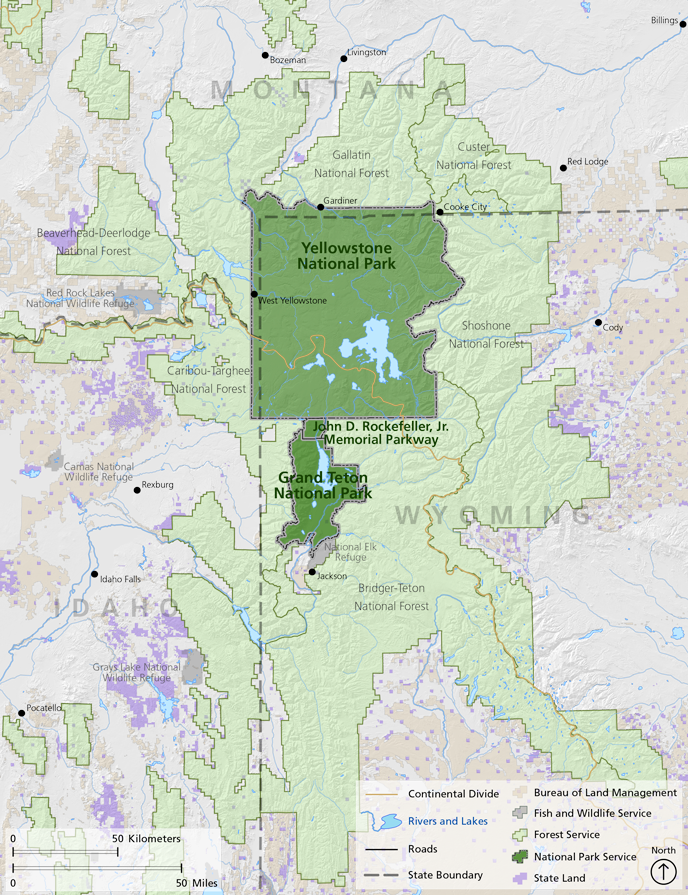 Billings
Livingston
Bozeman
MONTANA
Custer
National Forest
Gallatin
National Forest
Red Lodge
Gardiner
Cooke City
Beaverhead-Deerlodge
National Forest
Yellowstone
National Park
Red Rock Lakes
National Wildlife Refuge
West Yellowstone
Shoshone
National Forest
Cody
Caribou-Targhee
National Forest
John D. Rockefeller, Jr.
Memorial Parkway
Camas National
Wildlife Refuge
Rexburg
Grand Teton
National Park
WYOMING
National Elk
Refuge
Jackson
Idaho Falls
Bridger-Teton
National Forest
IDAHO
Grays Lake National
Wildlife Refuge
Pocatello
Continental Divide
Rivers and Lakes
Roads
State Boundary
Bureau of Land Management
Fish and Wildlife Service
Forest Service
National Park Service
State Land
North
0 50 Kilometers
0 50 Miles